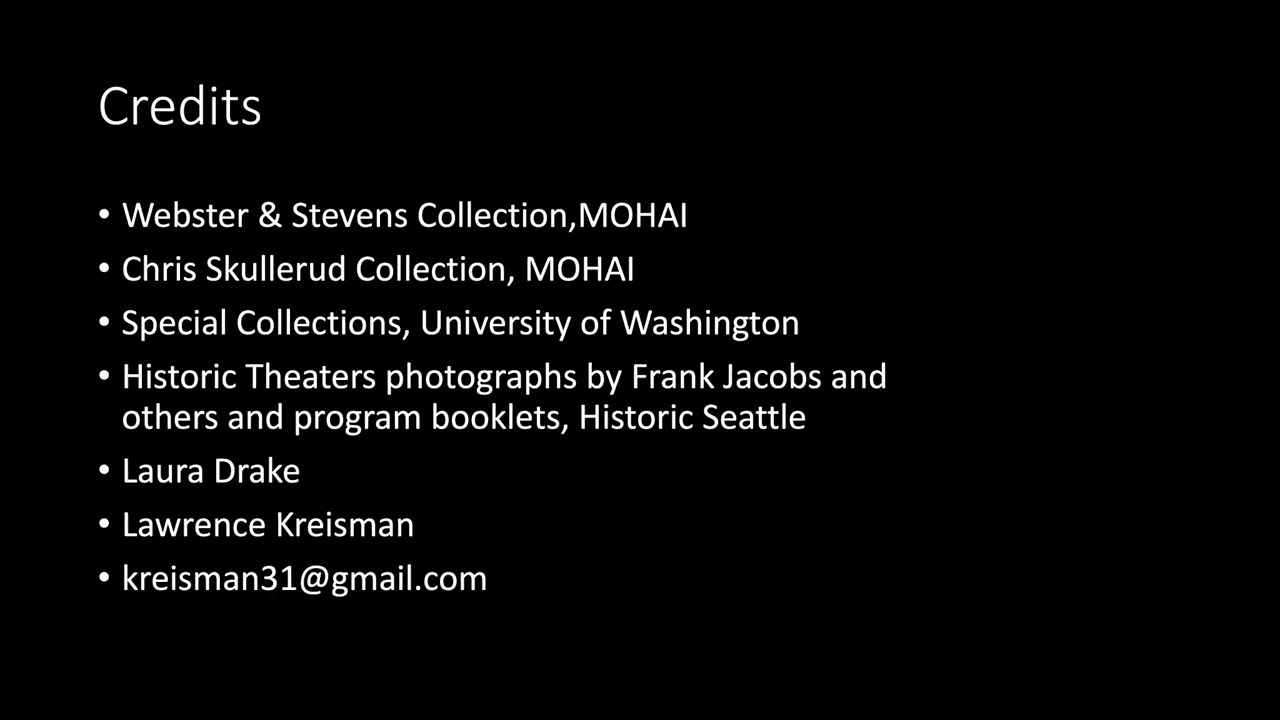 Credits
• Webster & Stevens Collection,MOHAI
• Chris Skullerud Collection, MOHAI
• Special Collections, University of Washington
• Historic Theaters photographs by Frank Jacobs and
others and program booklets, Historic Seattle
• Laura Drake
• Lawrence Kreisman
• kreisman31@gmail.com